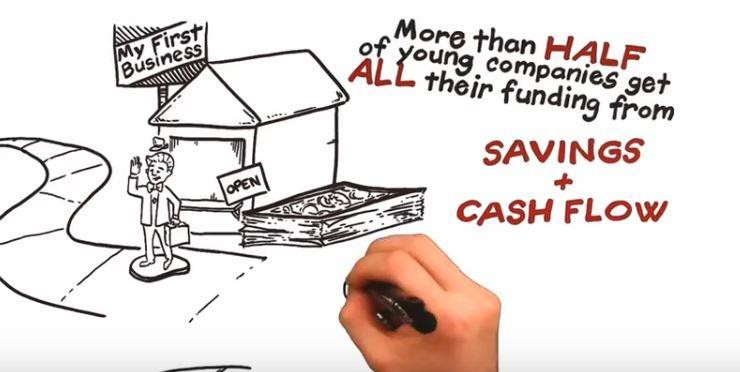 My First
Business
OPEN
More than HALF
of young companies get
ALL their funding from
SAVINGS
+
CASH FLOW